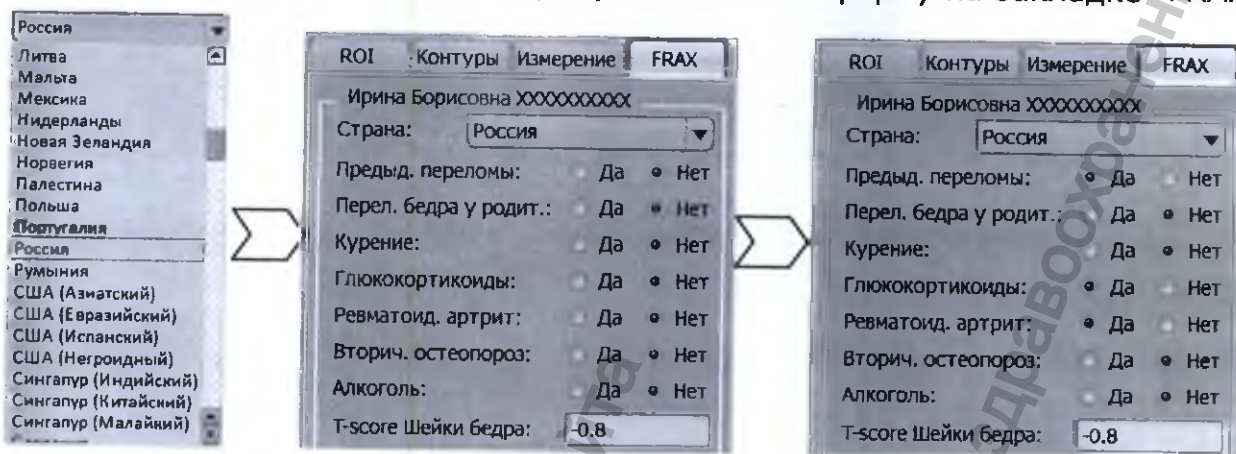 на закладке
Россия
Литва
Мальта
Мексика
Нидерланды
Новая Зеландия
Норвегия
Палестина
Польша
Португалия
Россия
Румыния
США (Азиатский)
США (Евразийский)
США (Испанский)
США (Негроидный)
Сингапур (Индийский)
Сингапур (Китайский)
Сингапур (Малайкий)
ROI Контуры Измерение FRAX
Ирина Борисовна XXXXXXXXXX
Страна: Россия
Предыд. переломы: Да Нет
Перел. бедра у родит.: Да Нет
Курение: Да Нет
Глюкокортикоиды: Да Нет
Ревматоид. артрит: Да Нет
Вторич. остеопороз: Да Нет
Алкоголь: Да Нет
T-score Шейки бедра: -0.8
ROI Контуры Измерение FRAX
Ирина Борисовна XXXXXXXXXX
Страна: Россия
Предыд. переломы: Да Нет
Перел. бедра у родит.: Да Нет
Курение: Да Нет
Глюкокортикоиды: Да Нет
Ревматоид. артрит: Да Нет
Вторич. остеопороз: Да Нет
Алкоголь: Да Нет
T-score Шейки бедра: -0.8